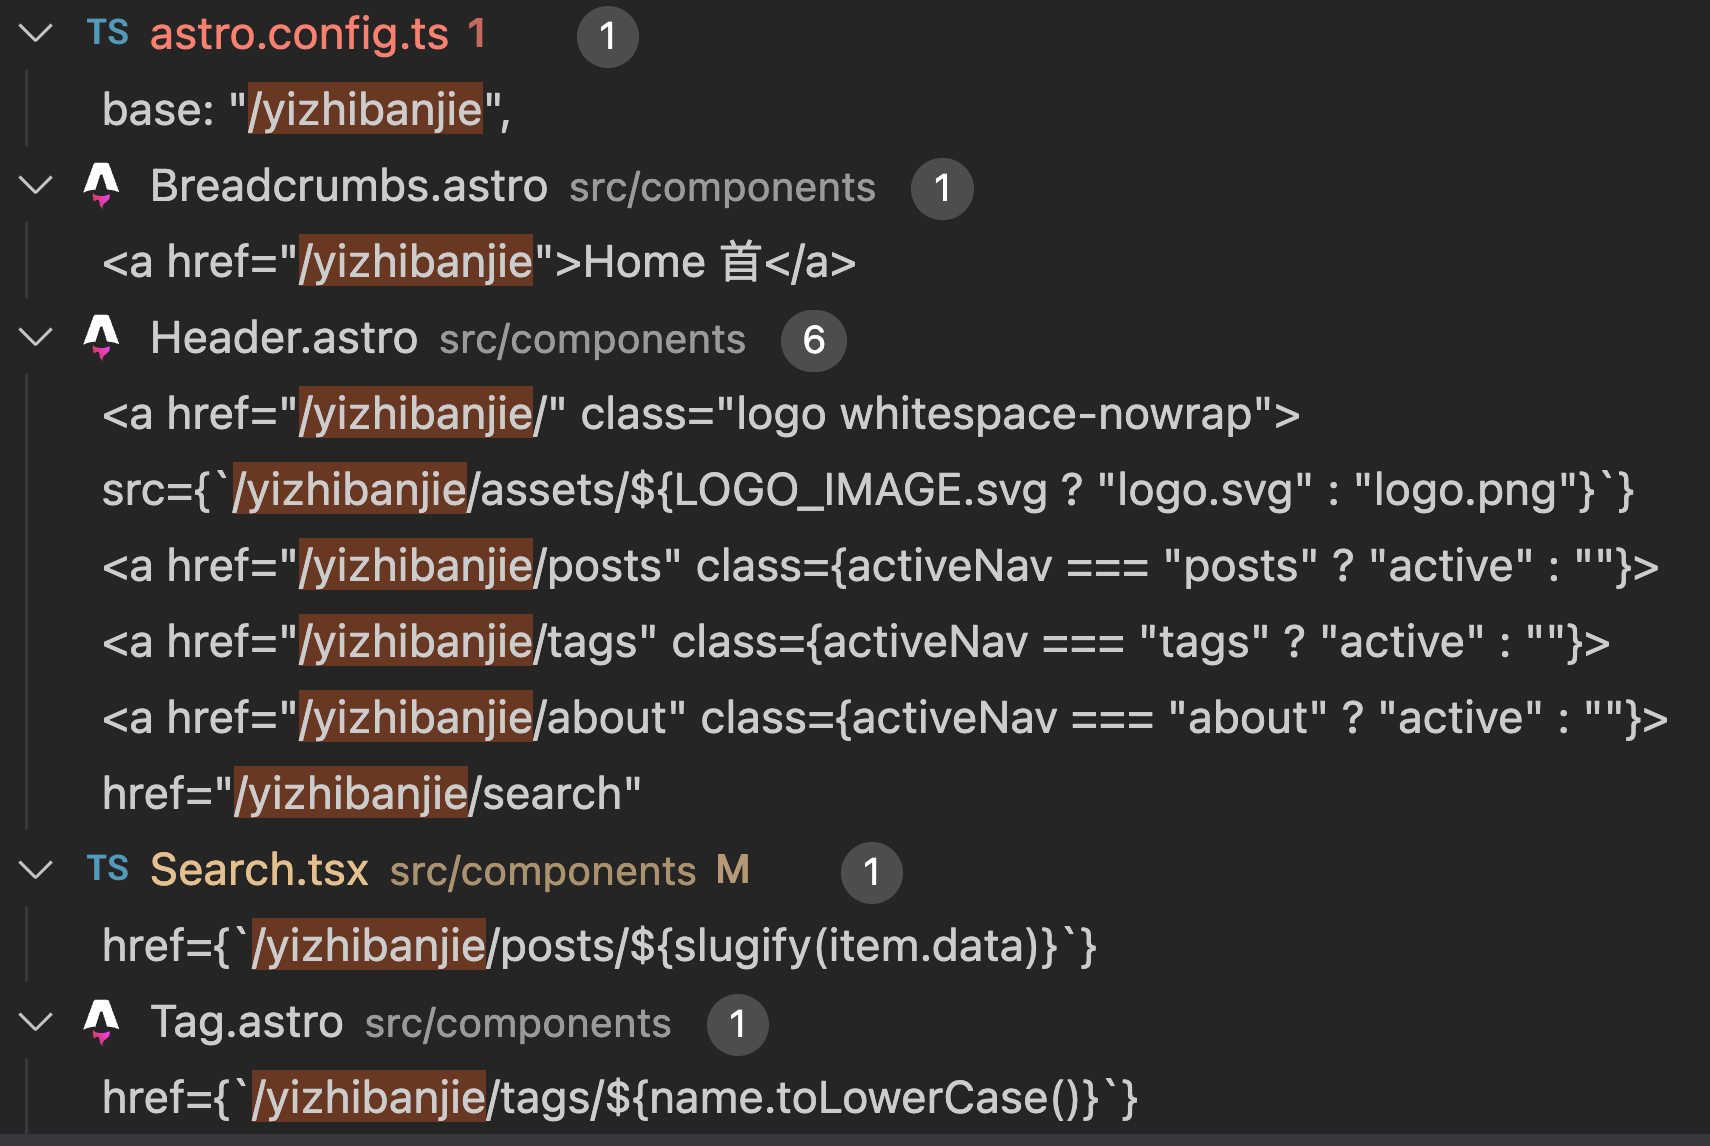 TS astro.config.ts 1 1
base: "/yizhibanjie",
Breadcrumbs.astro src/components 1
<a href="/yizhibanjie">Home 首</a>
Header.astro src/components 6
<a href="/yizhibanjie/" class="logo whitespace-nowrap">
src={`/yizhibanjie/assets/${LOGO_IMAGE.svg ? "logo.svg" : "logo.png"}`}
<a href="/yizhibanjie/posts" class={activeNav === "posts" ? "active" : ""}>
<a href="/yizhibanjie/tags" class={activeNav === "tags" ? "active" : ""}>
<a href="/yizhibanjie/about" class={activeNav === "about" ? "active" : ""}>
href="/yizhibanjie/search"
TS Search.tsx src/components M 1
href={`/yizhibanjie/posts/${slugify(item.data)}`}
Tag.astro src/components 1
href={`/yizhibanjie/tags/${name.toLowerCase()}`}